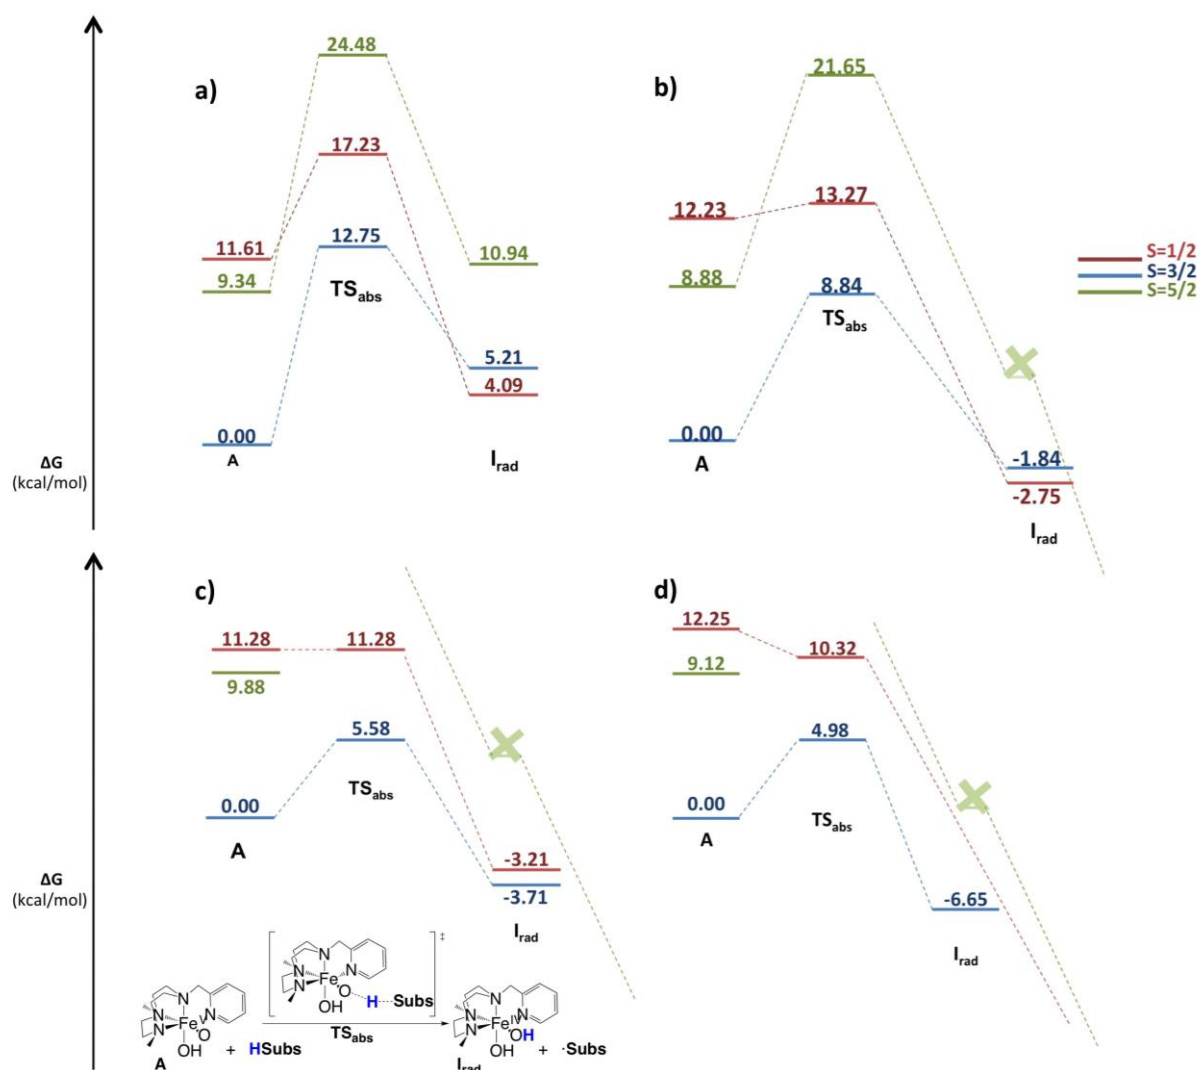 a)
24.48
17.23
12.75
11.61
9.34
TSabs
10.94
5.21
4.09
0.00
A
Irad
b)
21.65
13.27
12.23
8.88
8.84
TSabs
0.00
A
-1.84
-2.75
Irad
S=1/2
S=3/2
S=5/2
ΔG
(kcal/mol)
c)
11.28
11.28
9.88
5.58
TSabs
0.00
A
-3.21
-3.71
Irad
d)
12.25
10.32
9.12
4.98
TSabs
0.00
A
-6.65
Irad
ΔG
(kcal/mol)
‡
N
N
N
N
Fe
O
H
Subs
OH
N
N
N
N
FeV
O
OH
+ HSubs
A
TSabs
N
N
N
N
FeIV
OH
OH
+ ·Subs
Irad